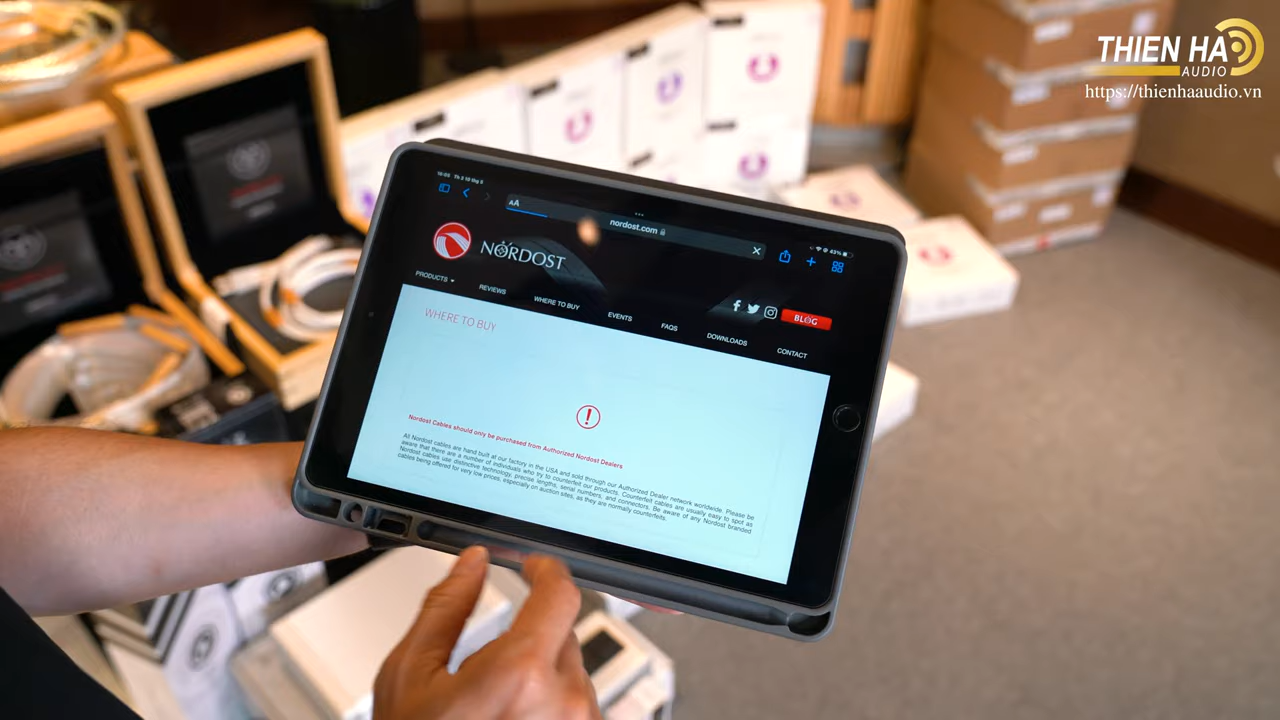 THIEN HA
AUDIO
https://thienhaaudio.vn
AA
nordost.com
43%
NORDOST
PRODUCTS
REVIEWS
WHERE TO BUY
EVENTS
FAQS
DOWNLOADS
CONTACT
BLOG
WHERE TO BUY
Nordost Cables should only be purchased from Authorized Nordost Dealers
All Nordost cables are hand built at our factory in the USA and sold through our Authorized Dealer network worldwide. Please be
aware that there are a number of individuals who try to counterfeit our products. Counterfeit cables are usually easy to spot as
Nordost cables use distinctive technology, precise lengths, serial numbers, and connectors. Be aware of any Nordost branded
cables being offered for very low prices, especially on auction sites, as they are normally counterfeits.